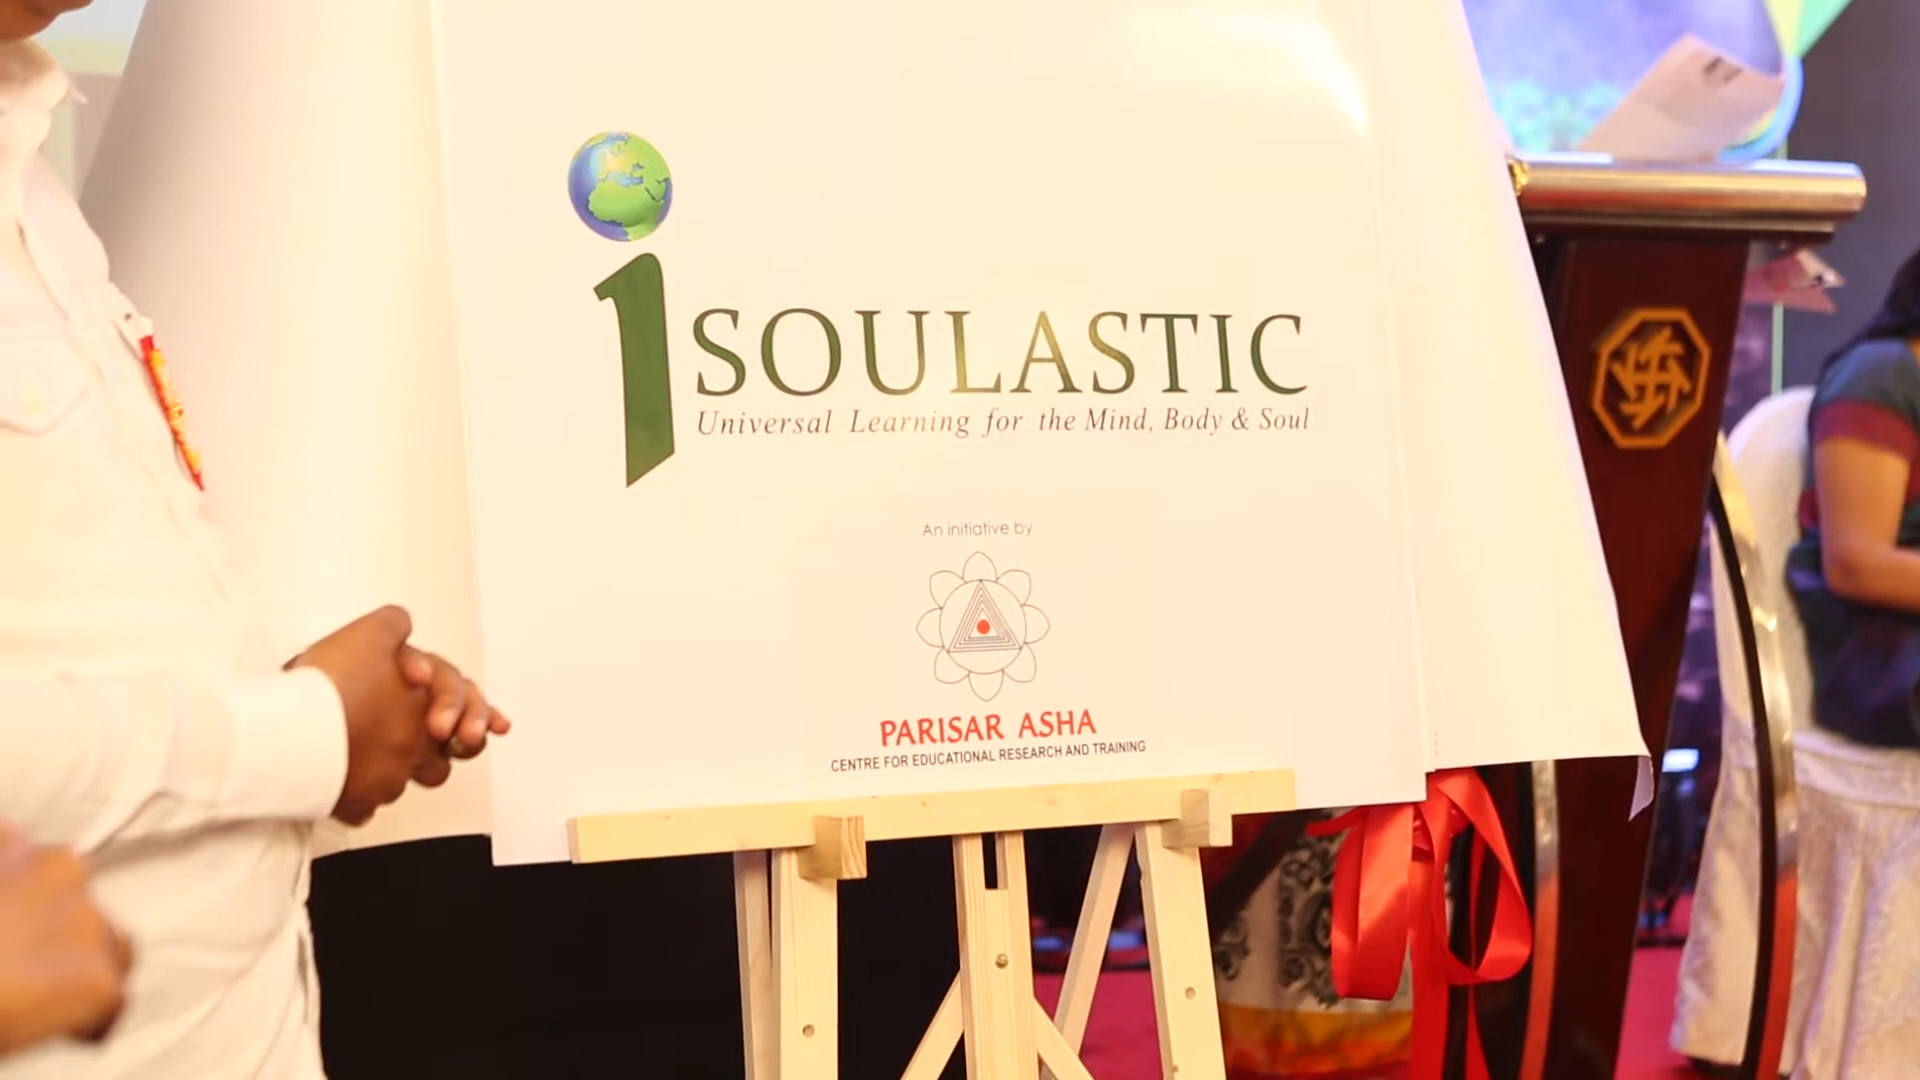 iSOULASTIC
Universal Learning for the Mind, Body & Soul
An initiative by
PARISAR ASHA
CENTRE FOR EDUCATIONAL RESEARCH AND TRAINING